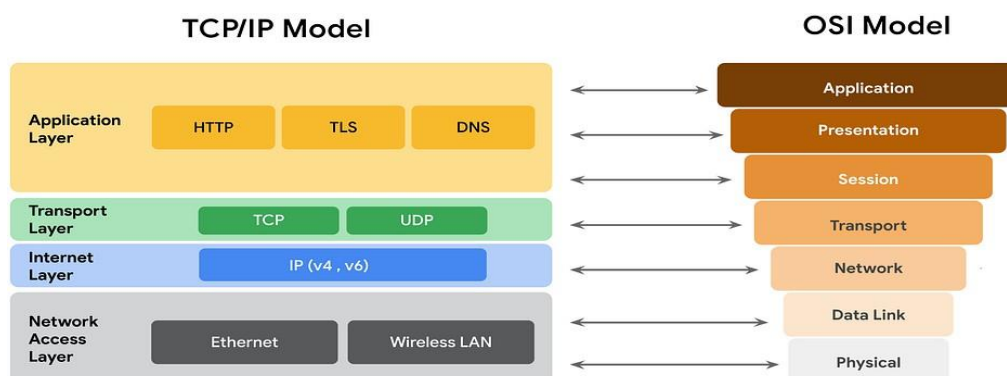 TCP/IP Model
OSI Model
Application
Layer
HTTP
TLS
DNS
Transport
Layer
TCP
UDP
Internet
Layer
IP (v4 , v6)
Network
Access
Layer
Ethernet
Wireless LAN
Application
Presentation
Session
Transport
Network
Data Link
Physical